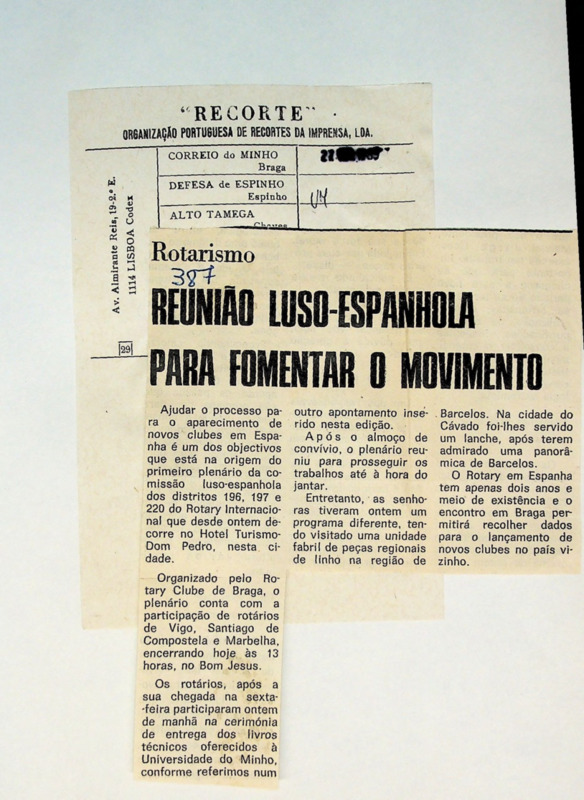 "RECORTE"
ORGANIZAÇÃO PORTUGUESA DE RECORTES DA IMPRENSA, LDA.
Av. Almirante Reis, 19-2.º E.
1114 LISBOA Codex
29
CORREIO do MINHO
Braga
DEFESA de ESPINHO
Espinho
ALTO TAMEGA
Chaves
Rotarismo
387
REUNIÃO LUSO-ESPANHOLA
PARA FOMENTAR O MOVIMENTO
Ajudar o processo pa-
ra o aparecimento de
novos clubes em Espa-
nha é um dos objectivos
que está na origem do
primeiro plenário da co-
missão luso-espanhola
dos distritos 196, 197 e
220 do Rotary Internacio-
nal que desde ontem de-
corre no Hotel Turismo-
Dom Pedro, nesta ci-
dade.
Organizado pelo Ro-
tary Clube de Braga, o
plenário conta com a
participação de rotários
de Vigo, Santiago de
Compostela e Marbelha,
encerrando hoje às 13
horas, no Bom Jesus.
Os rotários, após a
sua chegada na sexta-
-feira participaram ontem
de manhã na cerimónia
de entrega dos livros
técnicos oferecidos à
Universidade do Minho,
conforme referimos num
outro apontamento inse-
rido nesta edição.
Após o almoço de
convívio, o plenário reu-
niu para prosseguir os
trabalhos até à hora do
jantar.
Entretanto, as senho-
ras tiveram ontem um
programa diferente, ten-
do visitado uma unidade
fabril de peças regionais
de linho na região de
Barcelos. Na cidade do
Cávado foi-lhes servido
um lanche, após terem
admirado uma panorâ-
mica de Barcelos.
O Rotary em Espanha
tem apenas dois anos e
meio de existência e o
encontro em Braga per-
mitirá recolher dados
para o lançamento de
novos clubes no país vi-
zinho.